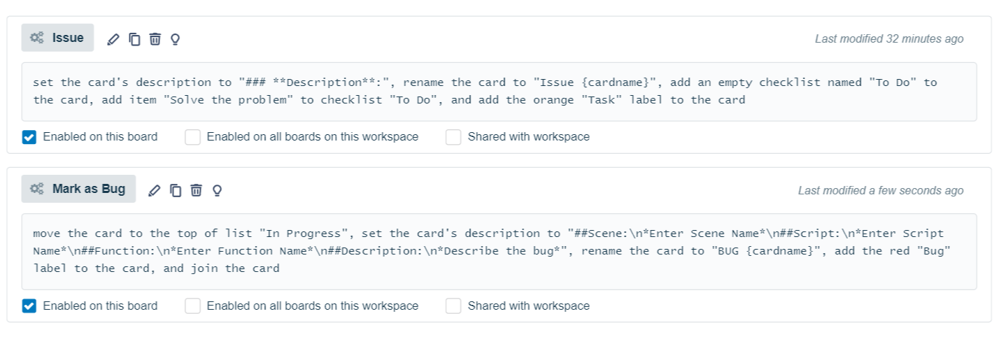 Issue
Last modified 32 minutes ago
set the card's description to "### **Description**:", rename the card to "Issue {cardname}", add an empty checklist named "To Do" to
the card, add item "Solve the problem" to checklist "To Do", and add the orange "Task" label to the card
Enabled on this board Enabled on all boards on this workspace Shared with workspace
Mark as Bug
Last modified a few seconds ago
move the card to the top of list "In Progress", set the card's description to "##Scene:\n*Enter Scene Name*\n##Script:\n*Enter Script
Name*\n##Function:\n*Enter Function Name*\n##Description:\n*Describe the bug*", rename the card to "BUG {cardname}", add the red "Bug"
label to the card, and join the card
Enabled on this board Enabled on all boards on this workspace Shared with workspace